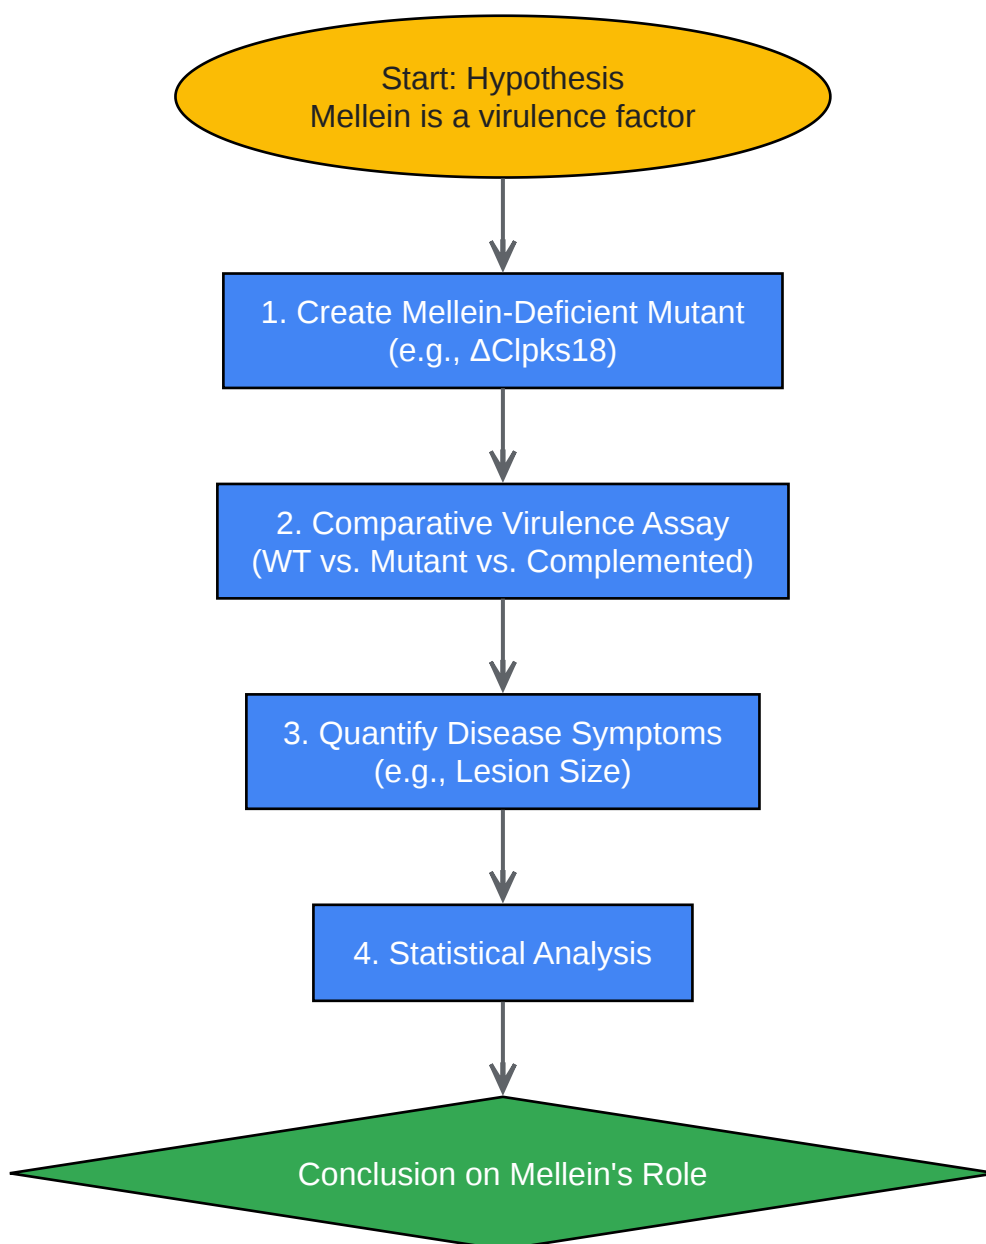 Start: Hypothesis
Mellein is a virulence factor
1. Create Mellein-Deficient Mutant
(e.g., ΔClpks18)
2. Comparative Virulence Assay
(WT vs. Mutant vs. Complemented)
3. Quantify Disease Symptoms
(e.g., Lesion Size)
4. Statistical Analysis
Conclusion on Mellein's Role